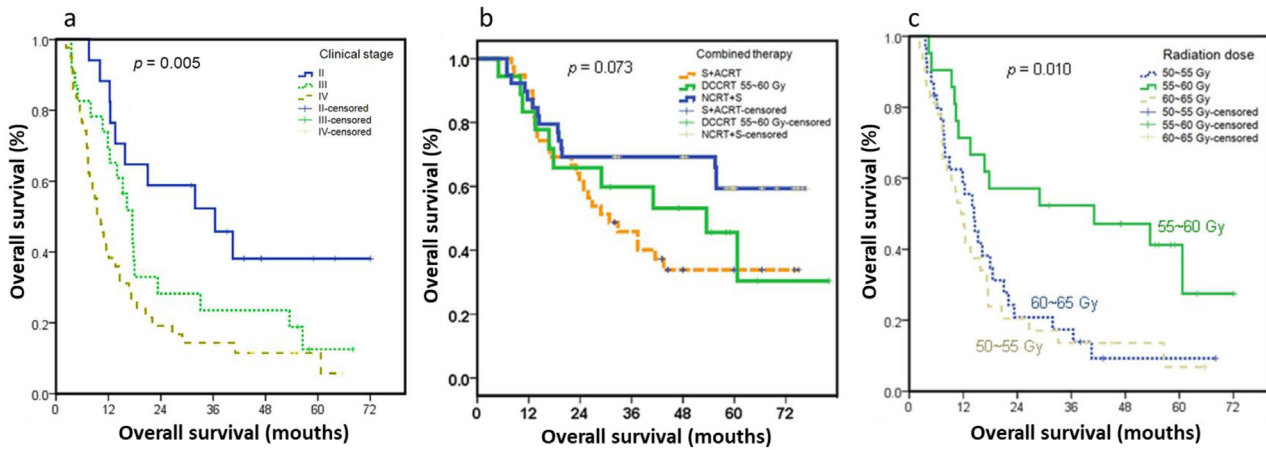 a
Overall survival (%)
1.0
0.8
0.6
0.4
0.2
0.0
p = 0.005
Clinical stage
II
III
IV
II-censored
III-censored
IV-censored
0 12 24 36 48 60 72
Overall survival (mouths)
b
Overall survival (%)
1.0
0.8
0.6
0.4
0.2
0.0
p = 0.073
Combined therapy
S+ACRT
DCCRT 55~60 Gy
NCRT+S
S+ACRT-censored
DCCRT 55~60 Gy-censored
NCRT+S-censored
0 12 24 36 48 60 72
Overall survival (mouths)
c
Overall survival (%)
1.0
0.8
0.6
0.4
0.2
0.0
p = 0.010
Radiation dose
50~55 Gy
55~60 Gy
60~65 Gy
50~55 Gy-censored
55~60 Gy-censored
60~65 Gy-censored
55~60 Gy
60~65 Gy
50~55 Gy
0 12 24 36 48 60 72
Overall survival (mouths)